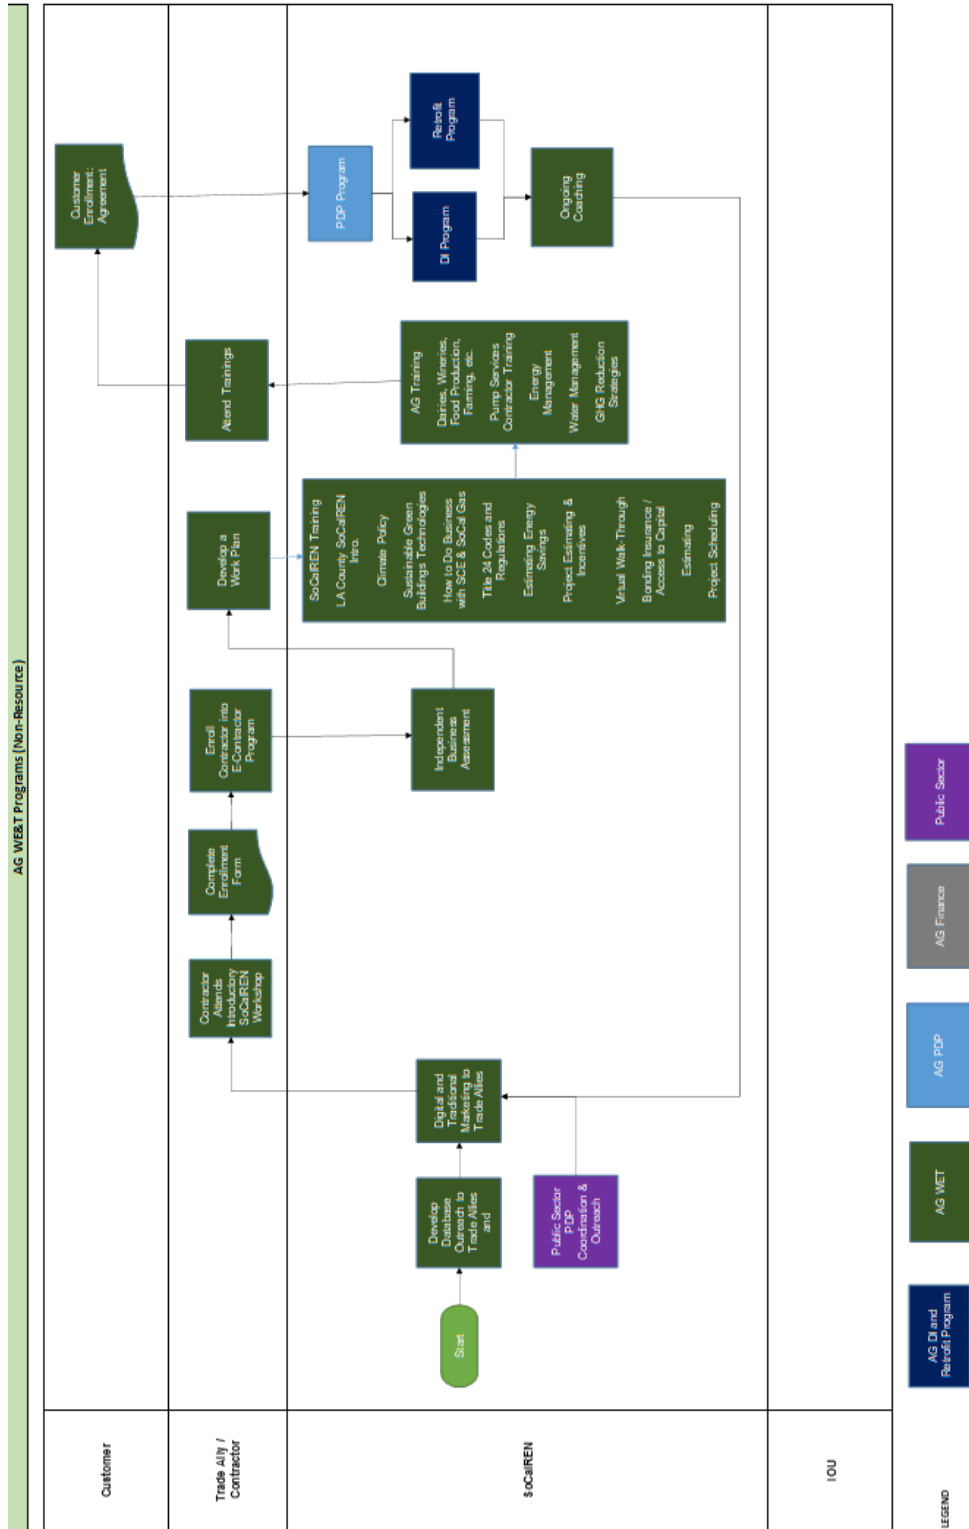 AG WE&T Programs (Non-Resource)
Customer
Customer
Enrollment:
Agreement
Trade Ally /
Contractor
Contractor
Attends
Introductory
SoCalREN
Workshop
Complete
Enrollment
Form
Enroll
Contractor into
E-Contractor
Program
Develop a
Work Plan
Attend Trainings
SoCalREN
Start
Develop
Database
Outreach to
Trade Allies
and
Digital and
Traditional
Marketing to
Trade Allies
Public Sector
PDP
Coordination &
Outreach
Independent
Business
Assessment
SoCalREN Training
LA County SoCalREN
Intro.
Climate Policy
Sustainable Green
Buildings Technologies
How to Do Business
with SCE & SoCal Gas
Title 24 Codes and
Regulations
Estimating Energy
Savings
Project Estimating &
Incentives
Virtual Walk-Through
Bonding Insurance /
Access to Capital
Estimating
Project Scheduling
AG Training
Dairies, Wineries,
Food Production,
Farming, etc.
Pump Services
Contractor Training
Energy
Management
Water Management
GHG Reduction
Strategies
PDP Program
DI Program
Retrofit
Program
Ongoing
Coaching
IOU
LEGEND
AG DI and
Retrofit Program
AG WET
AG PDP
AG Finance
Public Sector